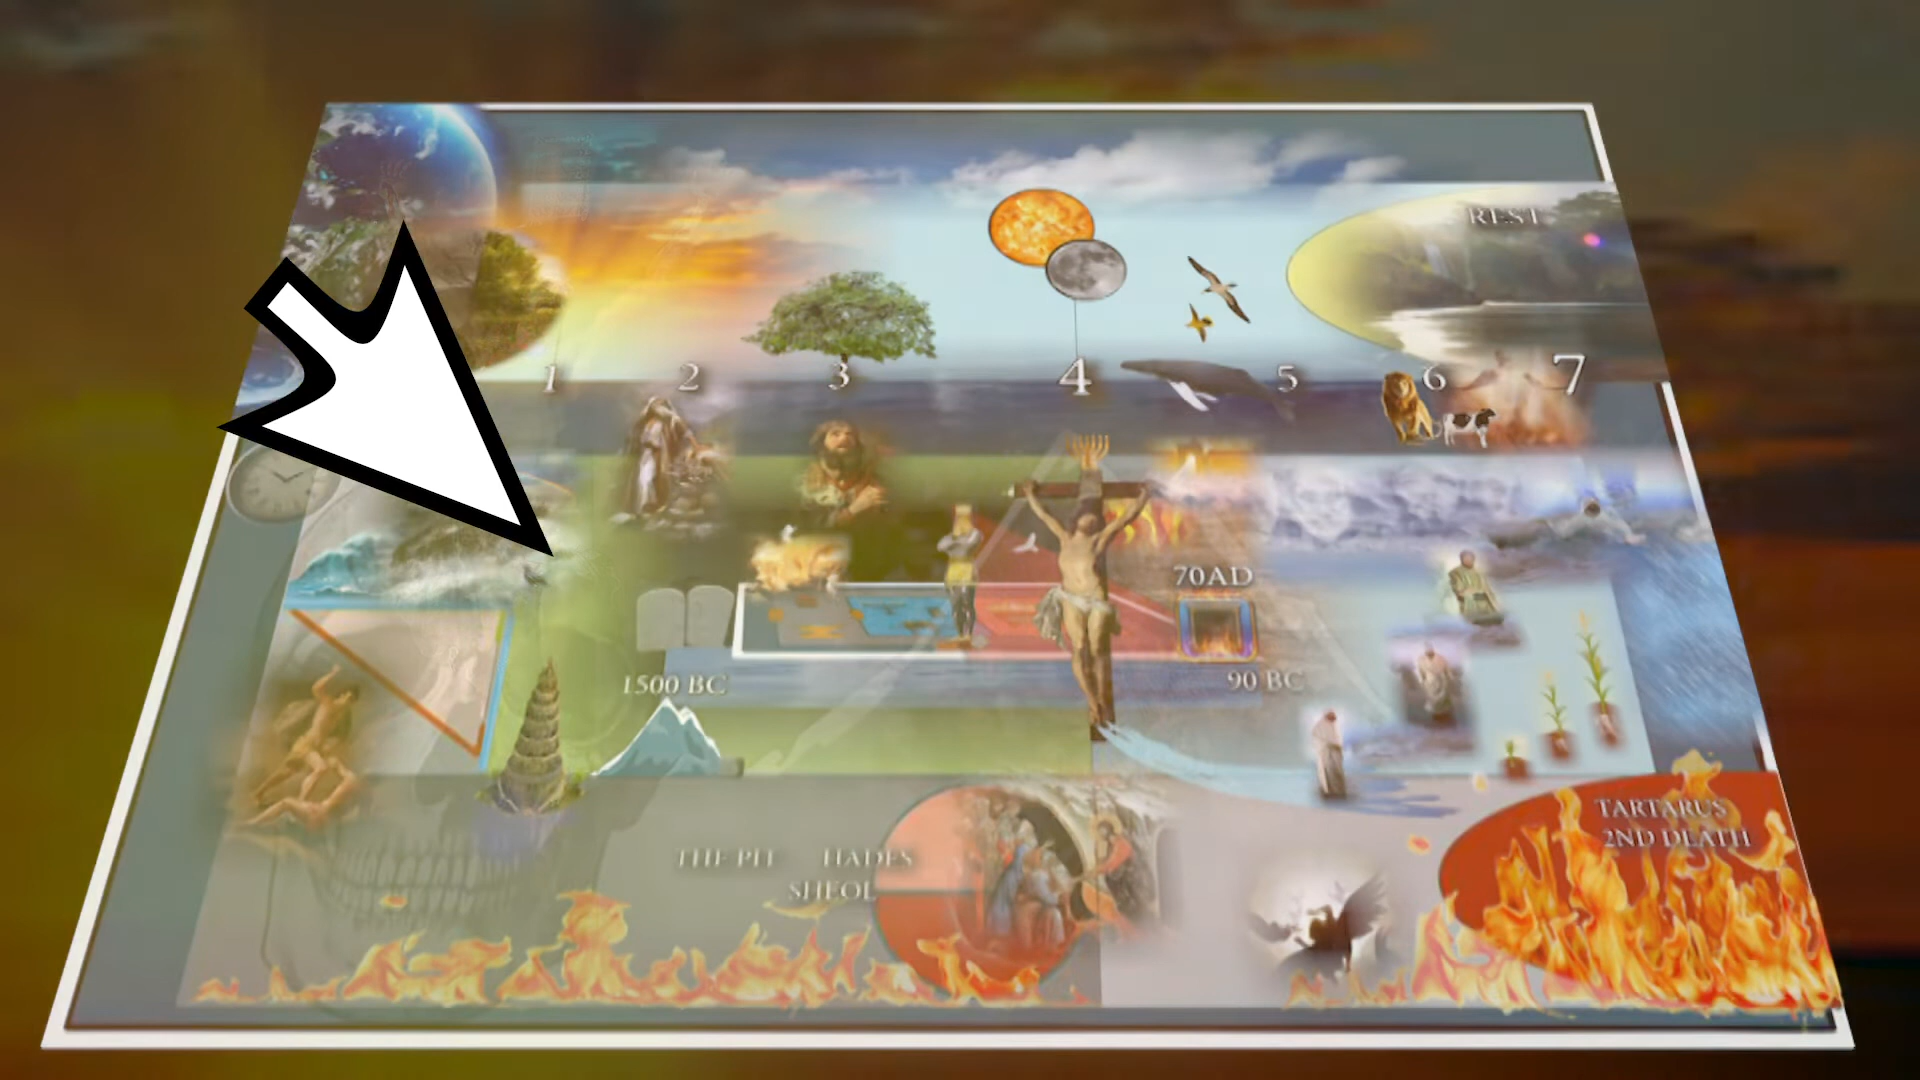 REST
1 2 3 4 5 6 7
70AD
1500 BC
90 BC
TARTARUS
2ND DEATH
THE PIT HADES
SHEOL